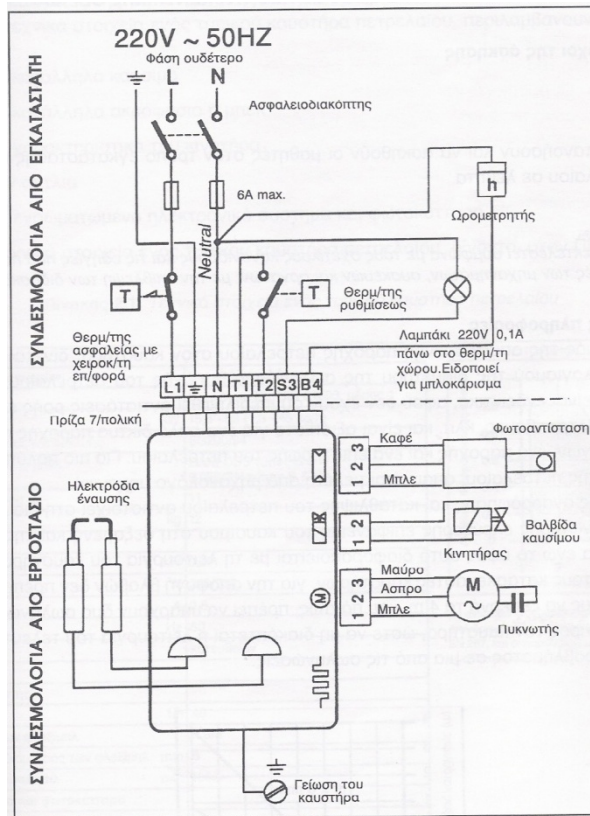 220V ~ 50HZ
Φάση ουδέτερο
L N
Ασφαλειοδιακόπτης
6A max.
Neutral
h
Ωρομετρητής
T
T
Θερμ/της
ρυθμίσεως
Θερμ/της
ασφαλείας με
χειροκ/τη
επ/φορά
Λαμπάκι 220V 0,1A
πάνω στο θερμ/τη
χώρου.Ειδοποιεί
για μπλοκάρισμα
L1 N T1 T2 S3 B4
Πρίζα 7/πολική
ΣΥΝΔΕΣΜΟΛΟΓΙΑ ΑΠΟ ΕΓΚΑΤΑΣΤΑΤΗ
ΣΥΝΔΕΣΜΟΛΟΓΙΑ ΑΠΟ ΕΡΓΟΣΤΑΣΙΟ
Ηλεκτρόδια
έναυσης
Καφέ
Φωτοαντίσταση
1 2 3
Μπλε
1 2
Βαλβίδα
καυσίμου
Κινητήρας
Μαύρο
Ασπρο
Μπλε
1 2 3
M
M
Πυκνωτής
Γείωση του
καυστήρα